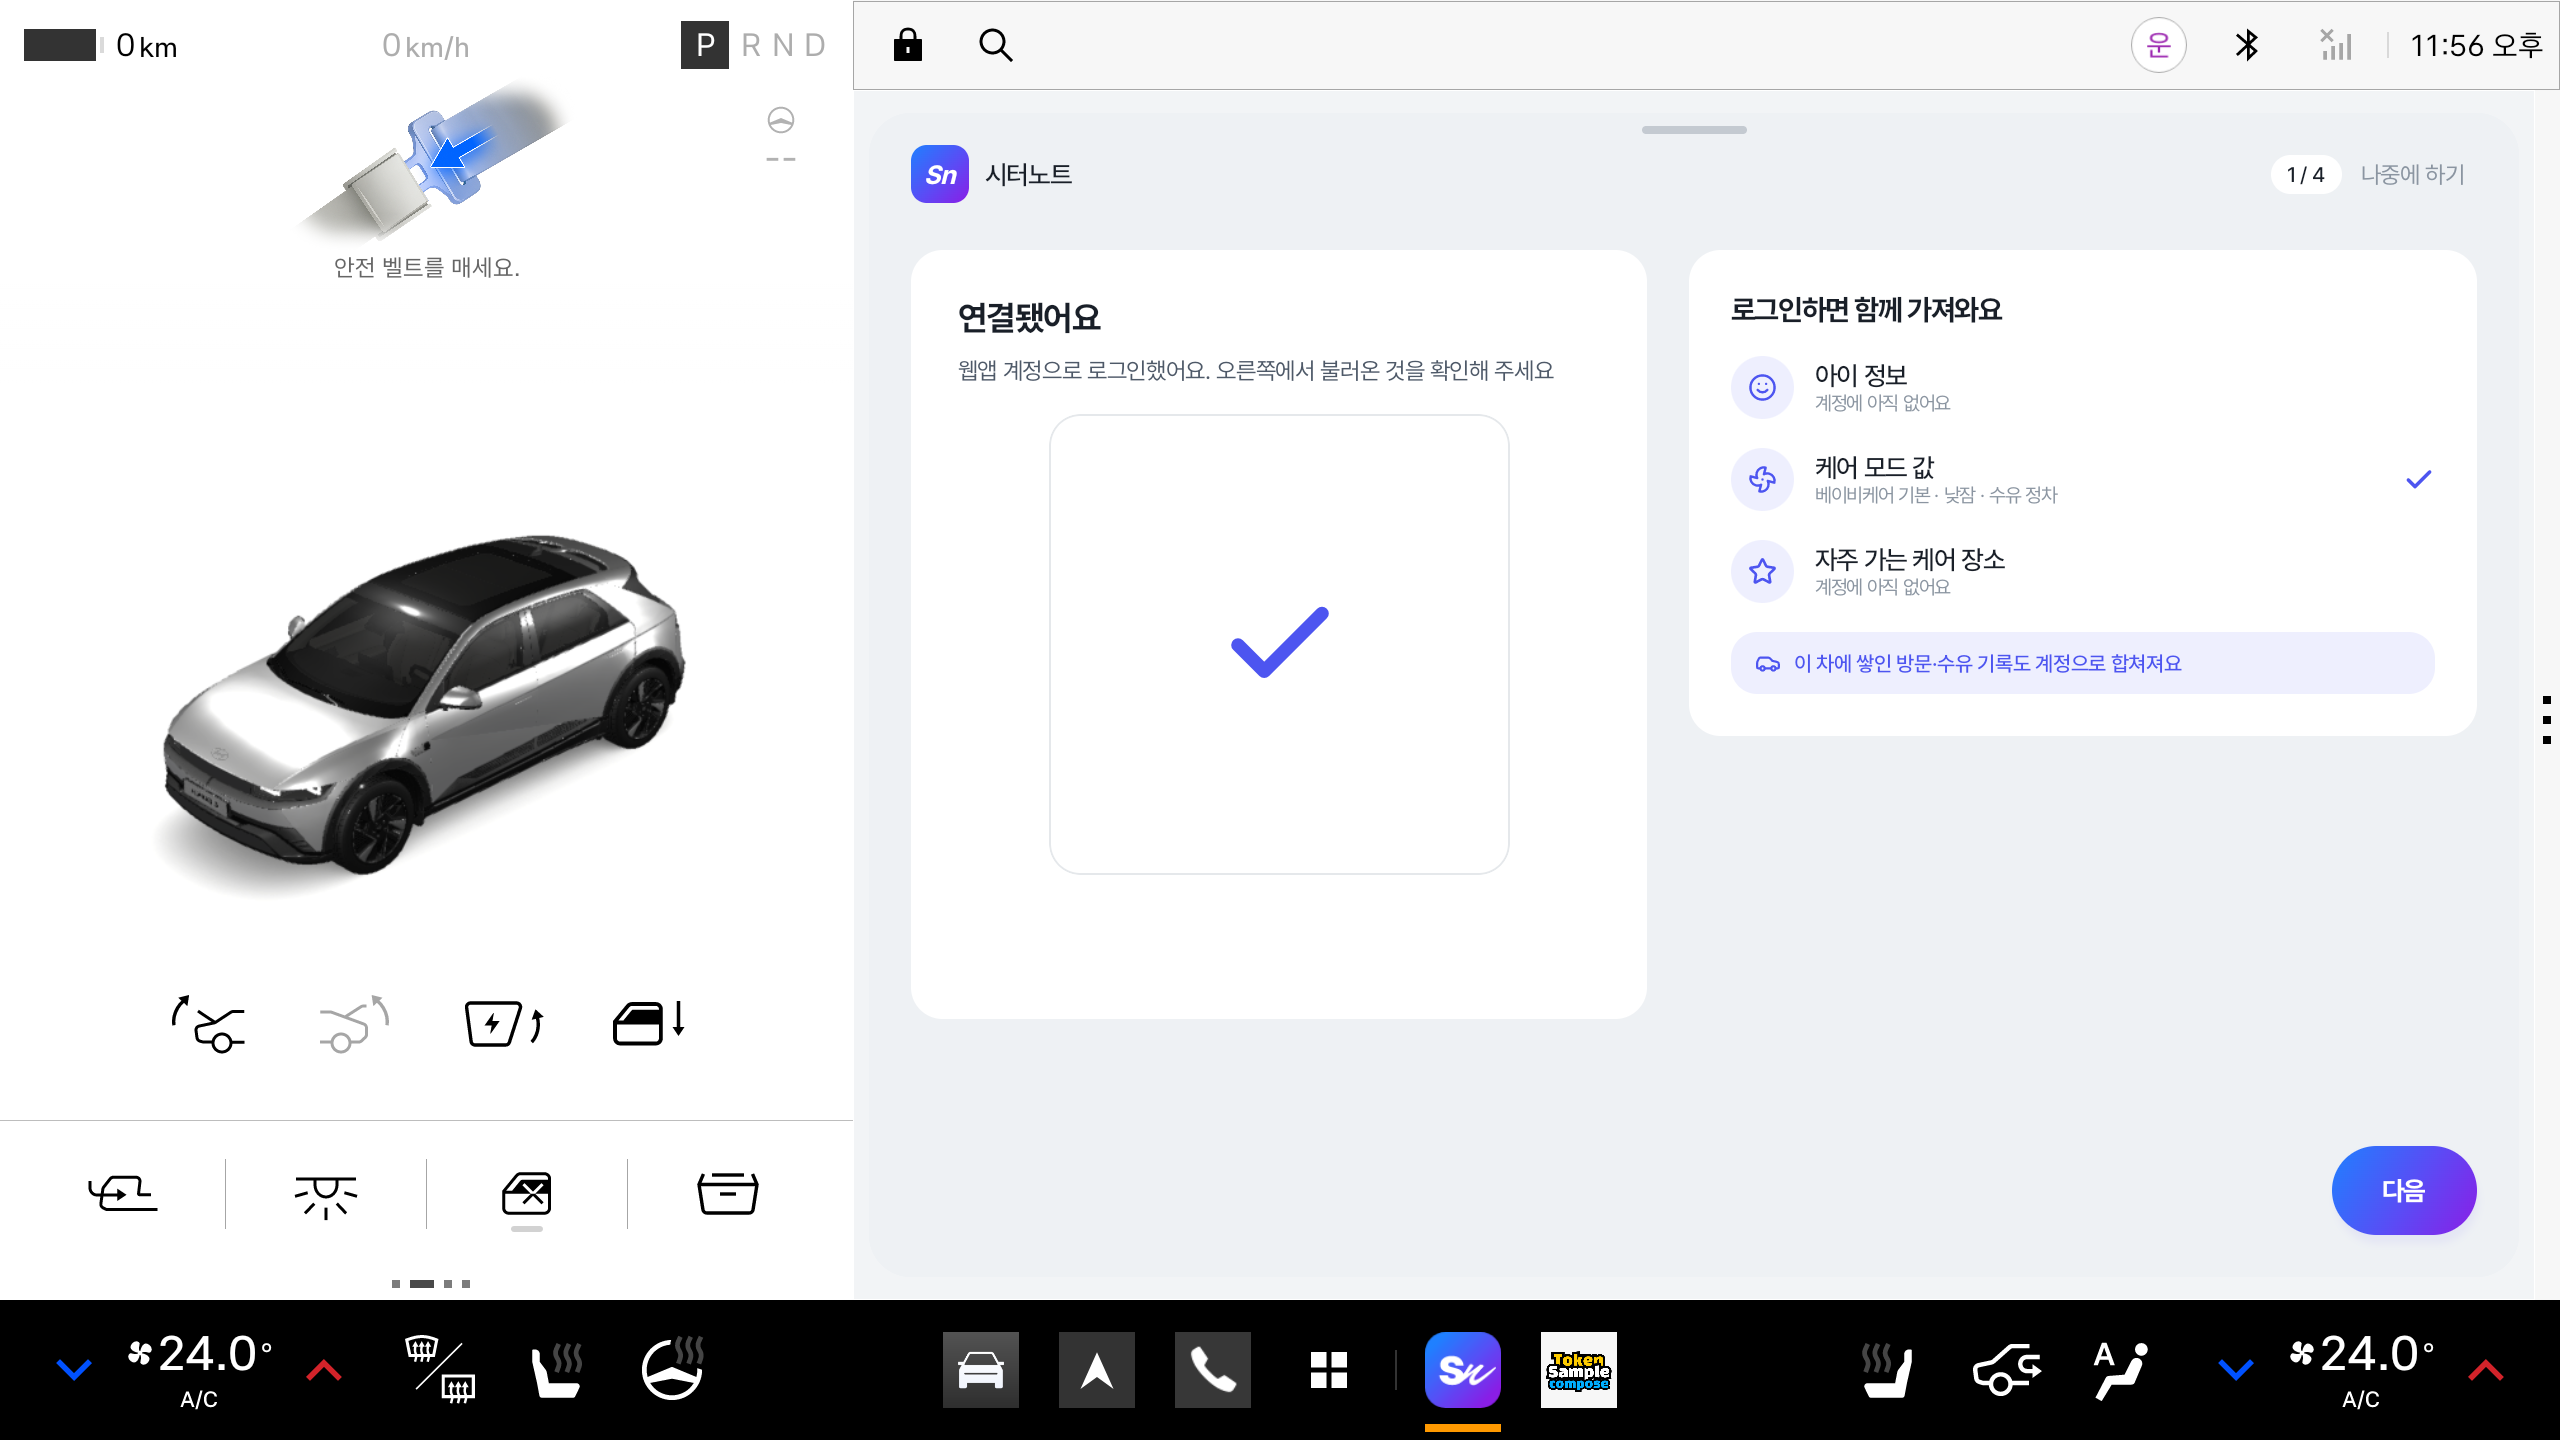 0 km
0 km/h
P R N D
안전 벨트를 매세요.
운
11:56 오후
Sn 시터노트
1 / 4
나중에 하기
연결됐어요
웹앱 계정으로 로그인했어요. 오른쪽에서 불러온 것을 확인해 주세요
로그인하면 함께 가져와요
아이 정보
계정에 아직 없어요
케어 모드 값
베이비케어 기본 · 낮잠 · 수유 정차
자주 가는 케어 장소
계정에 아직 없어요
이 차에 쌓인 방문·수유 기록도 계정으로 합쳐져요
다음
24.0°
A/C
Sn
Token
Sample
compose
A
24.0°
A/C